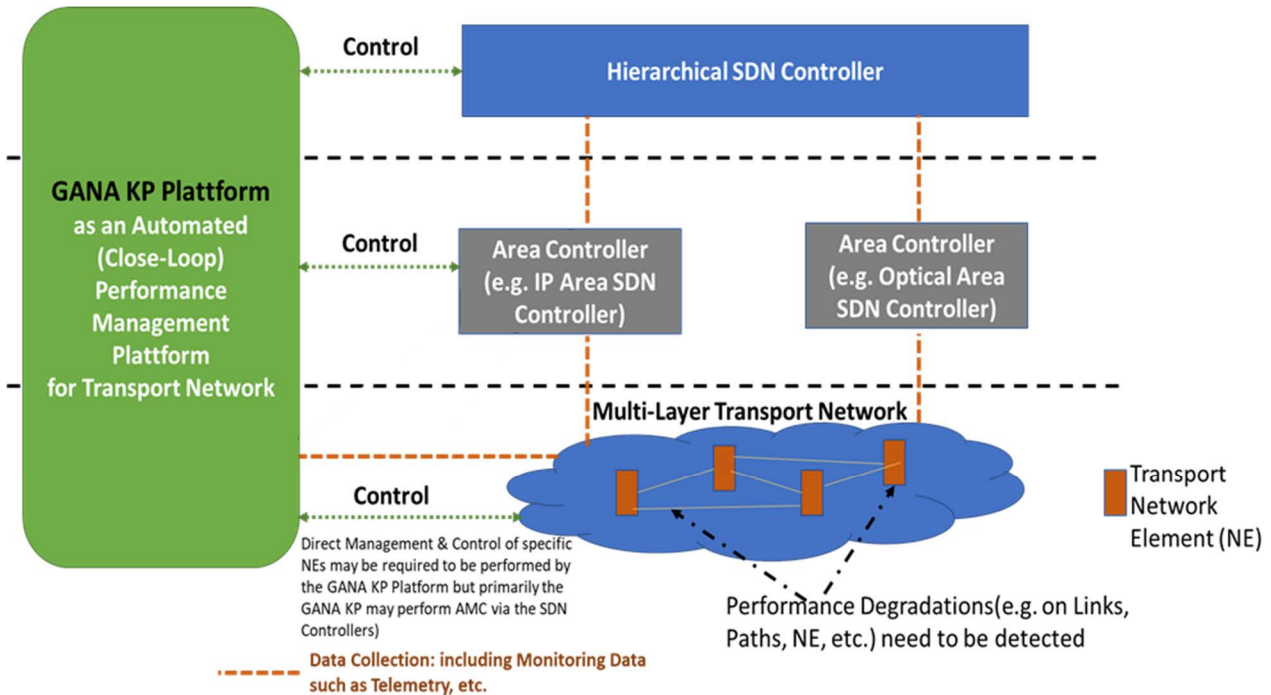 Control
Hierarchical SDN Controller
GANA KP Plattform
as an Automated
(Close-Loop)
Performance
Management
Plattform
for Transport Network
Control
Area Controller
(e.g. IP Area SDN
Controller)
Area Controller
(e.g. Optical Area
SDN Controller)
Multi-Layer Transport Network
Control
Transport
Network
Element (NE)
Direct Management & Control of specific
NEs may be required to be performed by
the GANA KP Platform but primarily the
GANA KP may perform AMC via the SDN
Controllers)
Performance Degradations(e.g. on Links,
Paths, NE, etc.) need to be detected
Data Collection: including Monitoring Data
such as Telemetry, etc.